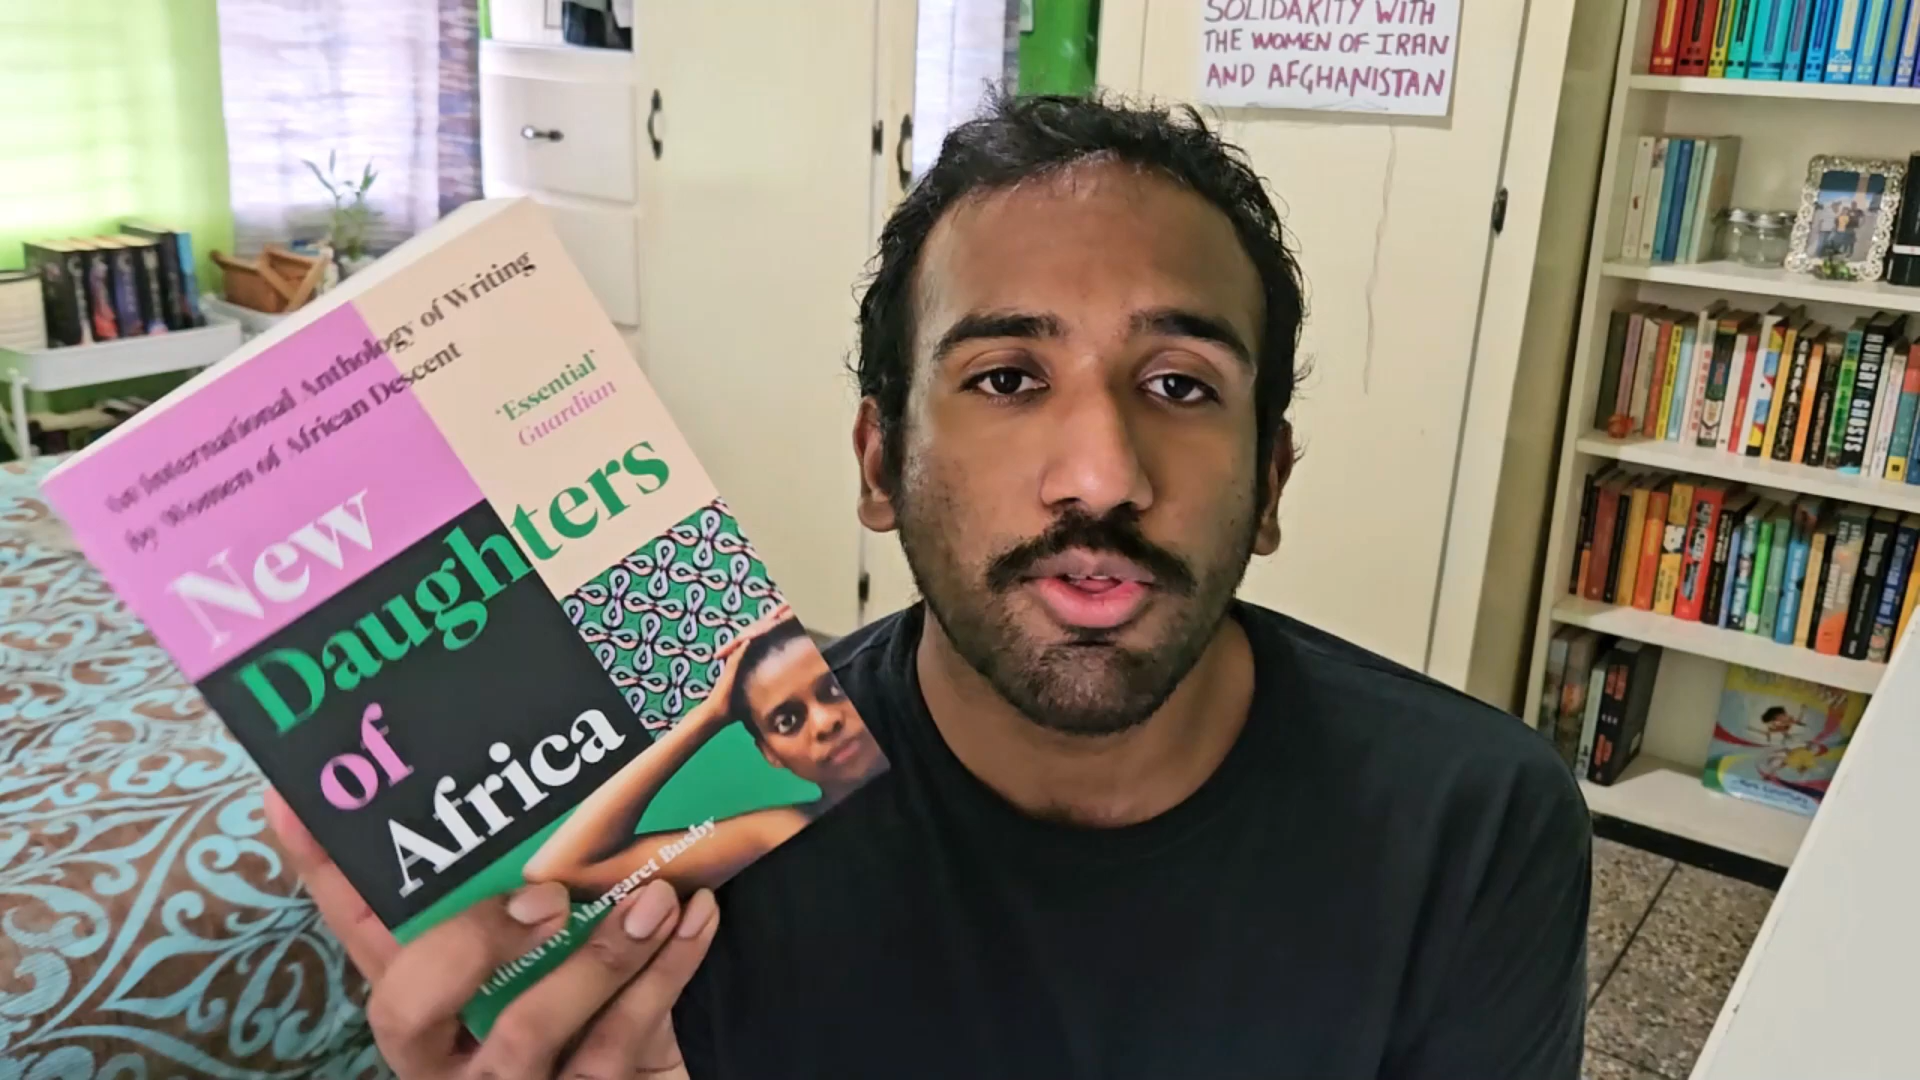 SOLIDARITY WITH
THE WOMEN OF IRAN
AND AFGHANISTAN
An International Anthology of Writing
by Women of African Descent
'Essential'
Guardian
New
Daughters
of
Africa
Edited by Margaret Busby
HUNGRY GHOSTS